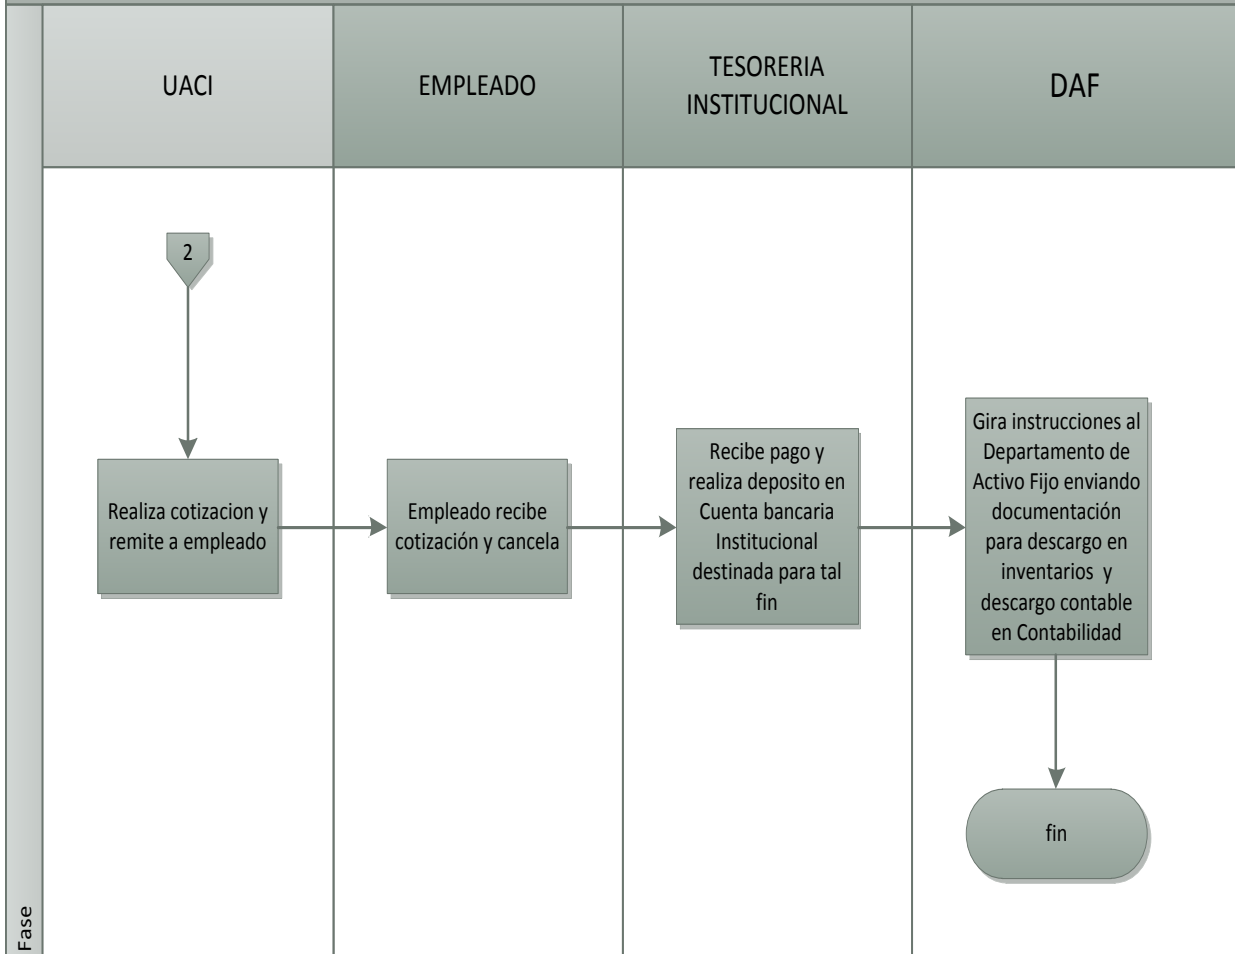 UACI
EMPLEADO
TESORERIA
INSTITUCIONAL
DAF
2
Realiza cotizacion y
remite a empleado
Empleado recibe
cotización y cancela
Recibe pago y
realiza deposito en
Cuenta bancaria
Institucional
destinada para tal
fin
Gira instrucciones al
Departamento de
Activo Fijo enviando
documentación
para descargo en
inventarios y
descargo contable
en Contabilidad
fin
Fase